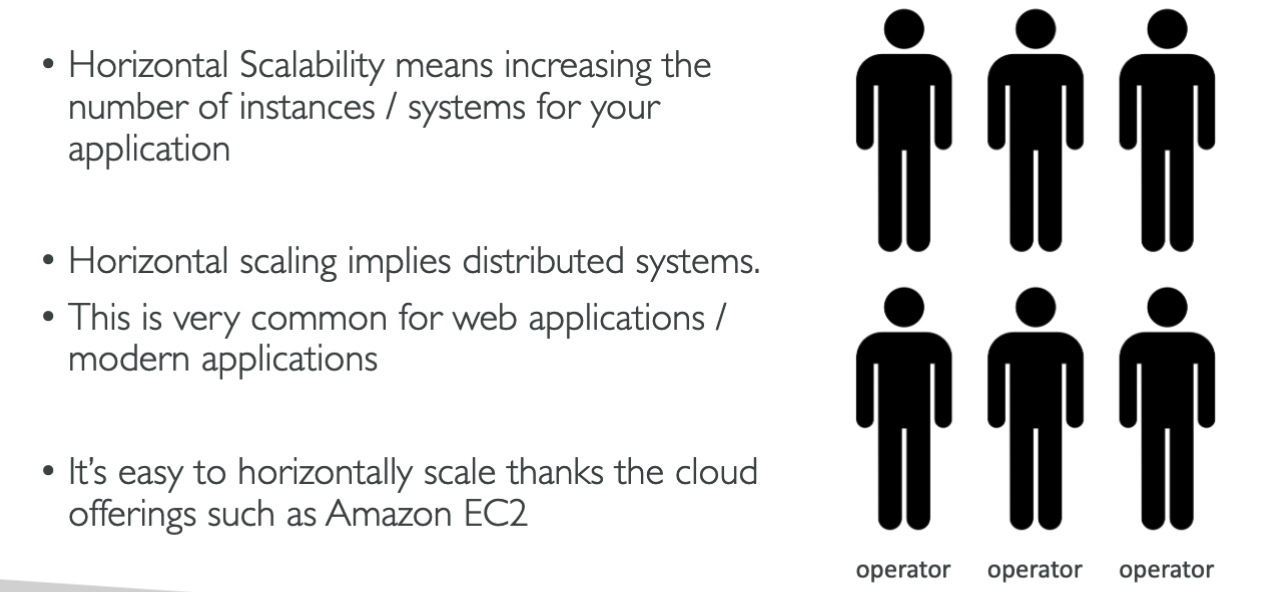 • Horizontal Scalability means increasing the
number of instances / systems for your
application
• Horizontal scaling implies distributed systems.
• This is very common for web applications /
modern applications
• It’s easy to horizontally scale thanks the cloud
offerings such as Amazon EC2
operator operator operator